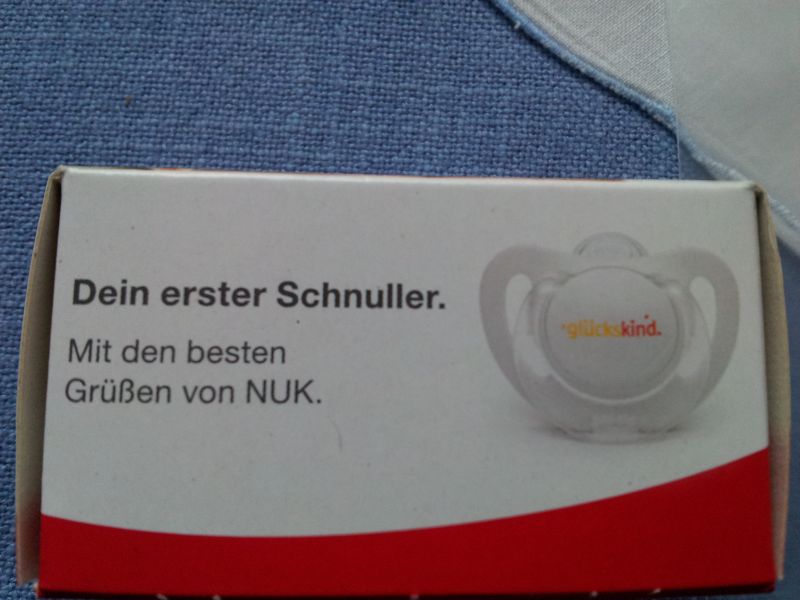 Dein erster Schnuller.
Mit den besten
Grüßen von NUK.
glückskind.